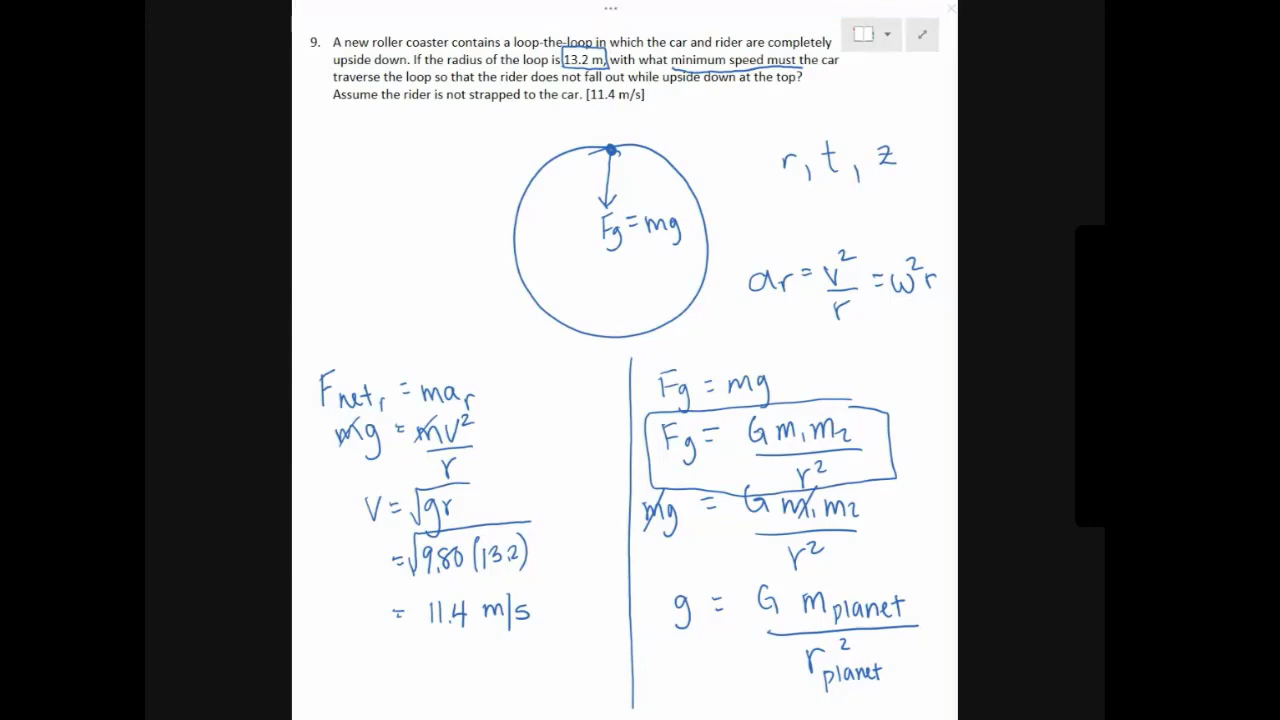 9. A new roller coaster contains a loop-the-loop in which the car and rider are completely
upside down. If the radius of the loop is 13.2 m, with what minimum speed must the car
traverse the loop so that the rider does not fall out while upside down at the top?
Assume the rider is not strapped to the car. [11.4 m/s]
r, t, z
Fg = mg
ar = v²/r = ω²r
Fnet r = mar
mg = mv²/r
v = √gr
= √9.80 (13.2)
= 11.4 m/s
Fg = mg
Fg = G m1 m2 / r²
mg = G m1 m2 / r²
g = G mplanet / r²planet